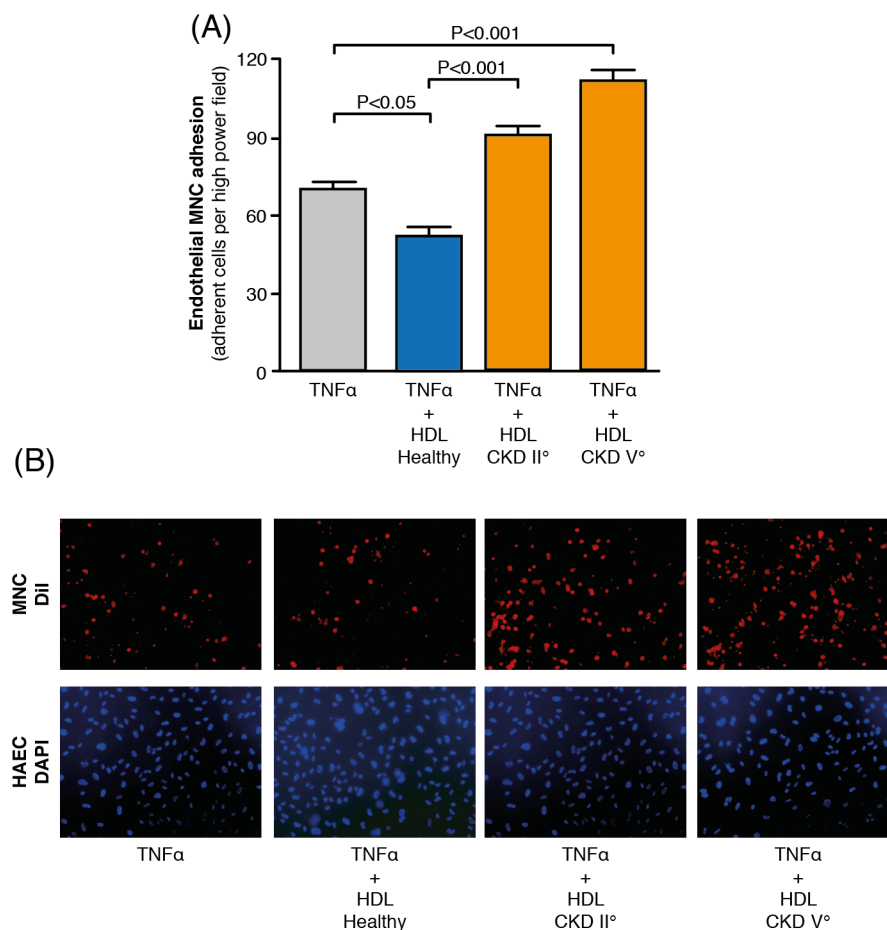 (A)
P<0.001
P<0.001
P<0.05
Endothelial MNC adhesion
(adherent cells per high power field)
120
90
60
30
0
TNFα
TNFα
+
HDL
Healthy
TNFα
+
HDL
CKD II°
TNFα
+
HDL
CKD V°
(B)
MNC
DiI
HAEC
DAPI
TNFα
TNFα
+
HDL
Healthy
TNFα
+
HDL
CKD II°
TNFα
+
HDL
CKD V°